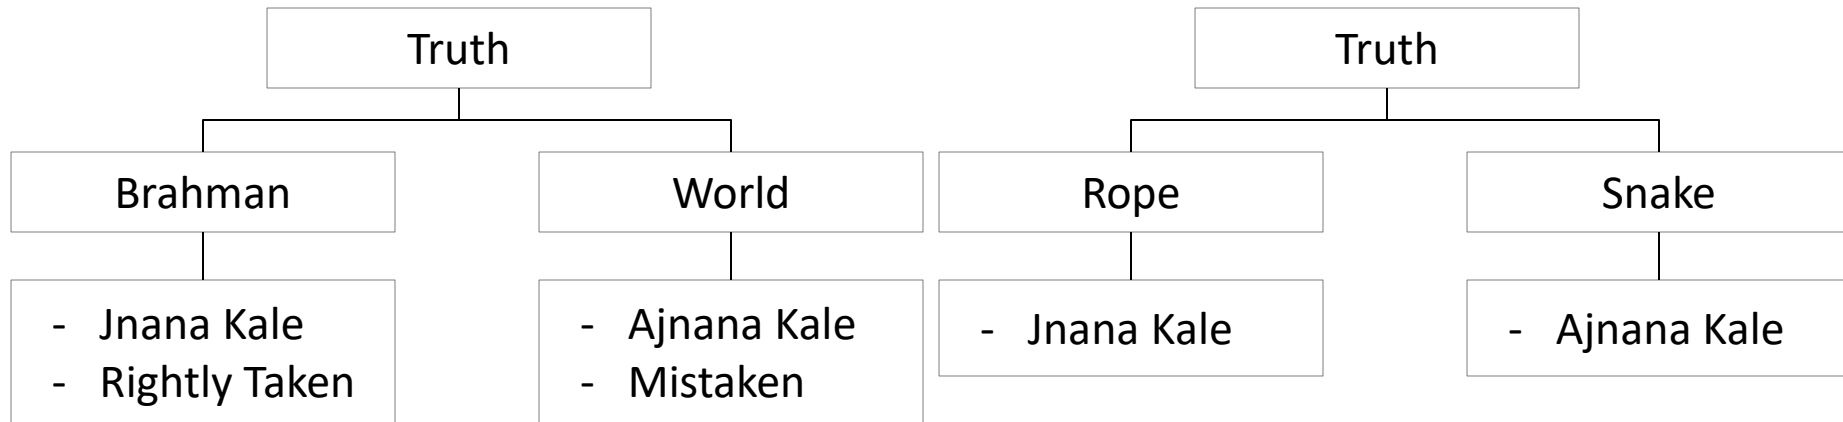 Truth
Brahman
World
- Jnana Kale
- Rightly Taken
- Ajnana Kale
- Mistaken
Truth
Rope
Snake
- Jnana Kale
- Ajnana Kale